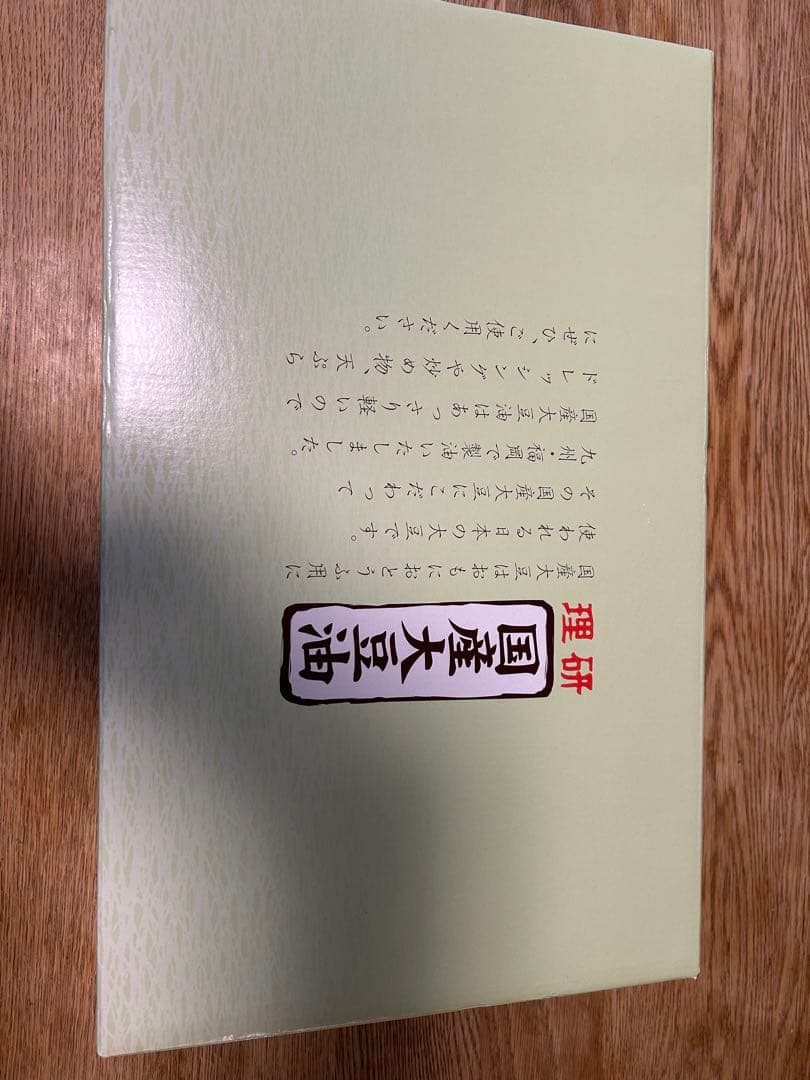 理研
国産大豆油
国産大豆はおもにおとうふ用に
使われる日本の大豆です。
その国産大豆にこだわって
九州・福岡で製油いたしました。
国産大豆油はあっさり軽いので
ドレッシングや炒め物、天ぷら
にぜひ、ご使用ください。